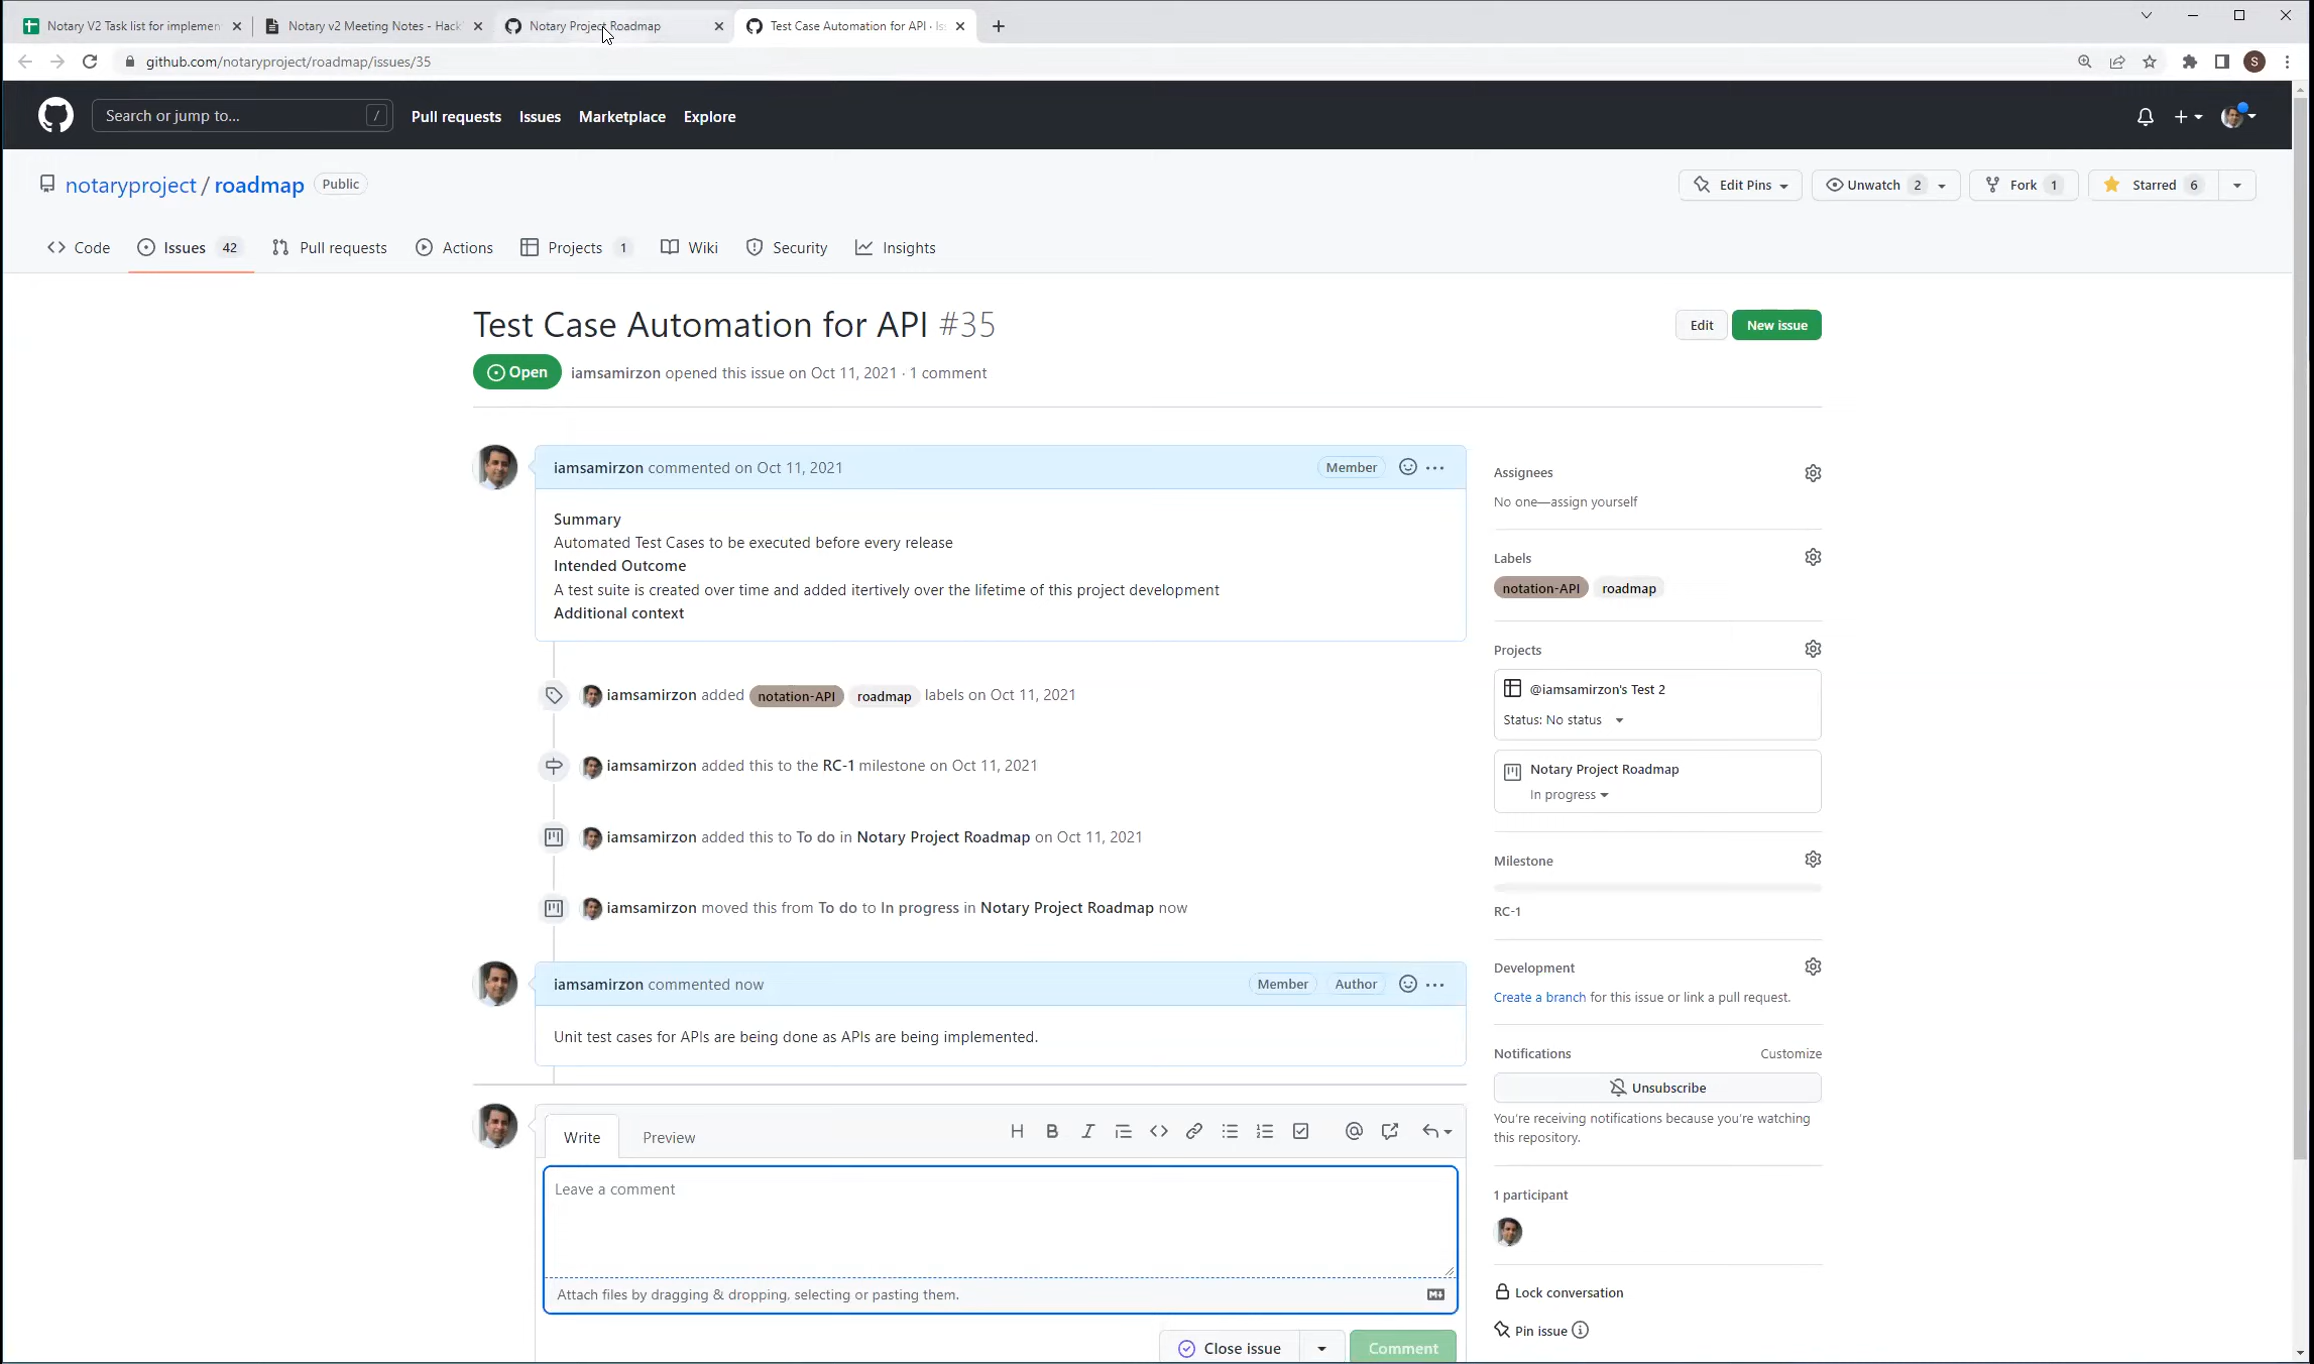 Notary V2 Task list for implemen
Notary v2 Meeting Notes - Hack
Notary Project Roadmap
Test Case Automation for API · Is
github.com/notaryproject/roadmap/issues/35
S
Search or jump to... /
Pull requests Issues Marketplace Explore
notaryproject / roadmap Public
Edit Pins Unwatch 2 Fork 1 Starred 6
Code Issues 42 Pull requests Actions Projects 1 Wiki Security Insights
Test Case Automation for API #35
Edit New issue
Open iamsamirzon opened this issue on Oct 11, 2021 · 1 comment
iamsamirzon commented on Oct 11, 2021 Member
Summary
Automated Test Cases to be executed before every release
Intended Outcome
A test suite is created over time and added itertively over the lifetime of this project development
Additional context
iamsamirzon added notation-API roadmap labels on Oct 11, 2021
iamsamirzon added this to the RC-1 milestone on Oct 11, 2021
iamsamirzon added this to To do in Notary Project Roadmap on Oct 11, 2021
iamsamirzon moved this from To do to In progress in Notary Project Roadmap now
iamsamirzon commented now Member Author
Unit test cases for APIs are being done as APIs are being implemented.
Write Preview
Leave a comment
Attach files by dragging & dropping, selecting or pasting them.
Close issue Comment
Assignees
No one—assign yourself
Labels
notation-API roadmap
Projects
@iamsamirzon's Test 2
Status: No status
Notary Project Roadmap
In progress
Milestone
RC-1
Development
Create a branch for this issue or link a pull request.
Notifications Customize
Unsubscribe
You're receiving notifications because you're watching
this repository.
1 participant
Lock conversation
Pin issue